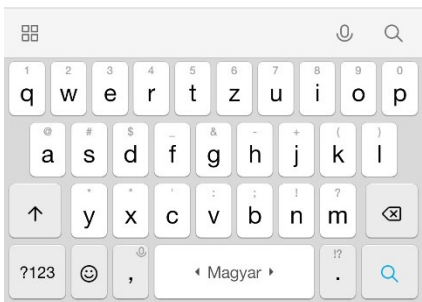 1 2 3 4 5 6 7 8 9 0
q w e r t z u i o p
@ # $ _ & - + ( )
a s d f g h j k l
' : ; ! ?
y x c v b n m
!?
?123 , Magyar .